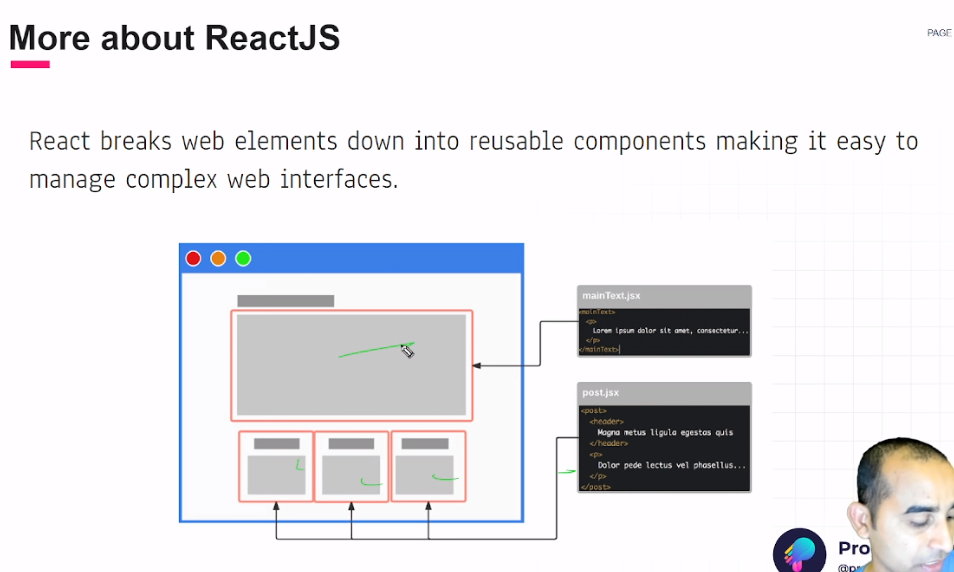 More about ReactJS
PAGE
React breaks web elements down into reusable components making it easy to
manage complex web interfaces.
mainText.jsx
<mainText>
<p>
Lorem ipsum dolor sit amet, consectetur...
</p>
</mainText>
post.jsx
<post>
<header>
Magna metus ligula egestas quis
</header>
<p>
Dolor pede lectus vel phasellus...
</p>
</post>
Pro